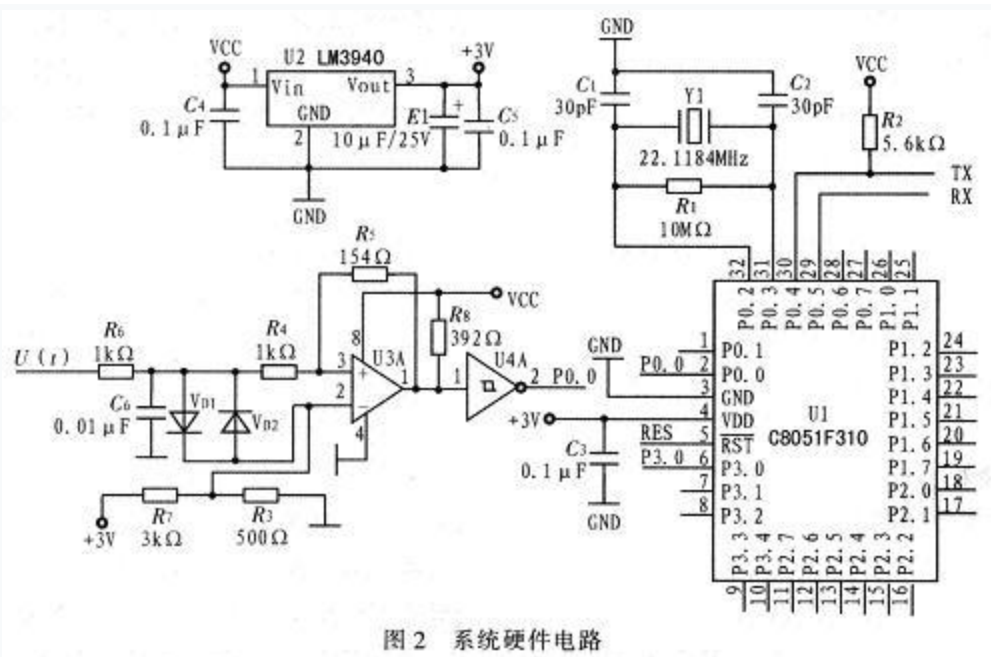 VCC
U2 LM3940
+3V
1
Vin
Vout
3
GND
2
C4
0.1μF
10μF/25V
E1
+
C5
0.1μF
GND
GND
C1
30pF
Y1
22.1184MHz
C2
30pF
R1
10MΩ
VCC
R2
5.6kΩ
TX
RX
R5
154Ω
VCC
R8
392Ω
U(t)
R6
1kΩ
R4
1kΩ
C6
0.01μF
VD1
VD2
8
3
+
U3A
2
−
1
4
U4A
1
2
P0.0
+3V
R7
3kΩ
R3
500Ω
GND
+3V
C3
0.1μF
GND
32 31 30 29 28 27 26 25
P0.2 P0.3 P0.4 P0.5 P0.6 P0.7 P1.0 P1.1
1 P0.1
P0.0 2 P0.0
3 GND
4 VDD
RES 5 RST
P3.0 6 P3.0
7 P3.1
8 P3.2
U1
C8051F310
P1.2 24
P1.3 23
P1.4 22
P1.5 21
P1.6 20
P1.7 19
P2.0 18
P2.1 17
P3.3 P3.4 P2.7 P2.6 P2.5 P2.4 P2.3 P2.2
9 10 11 12 13 14 15 16
图2 系统硬件电路